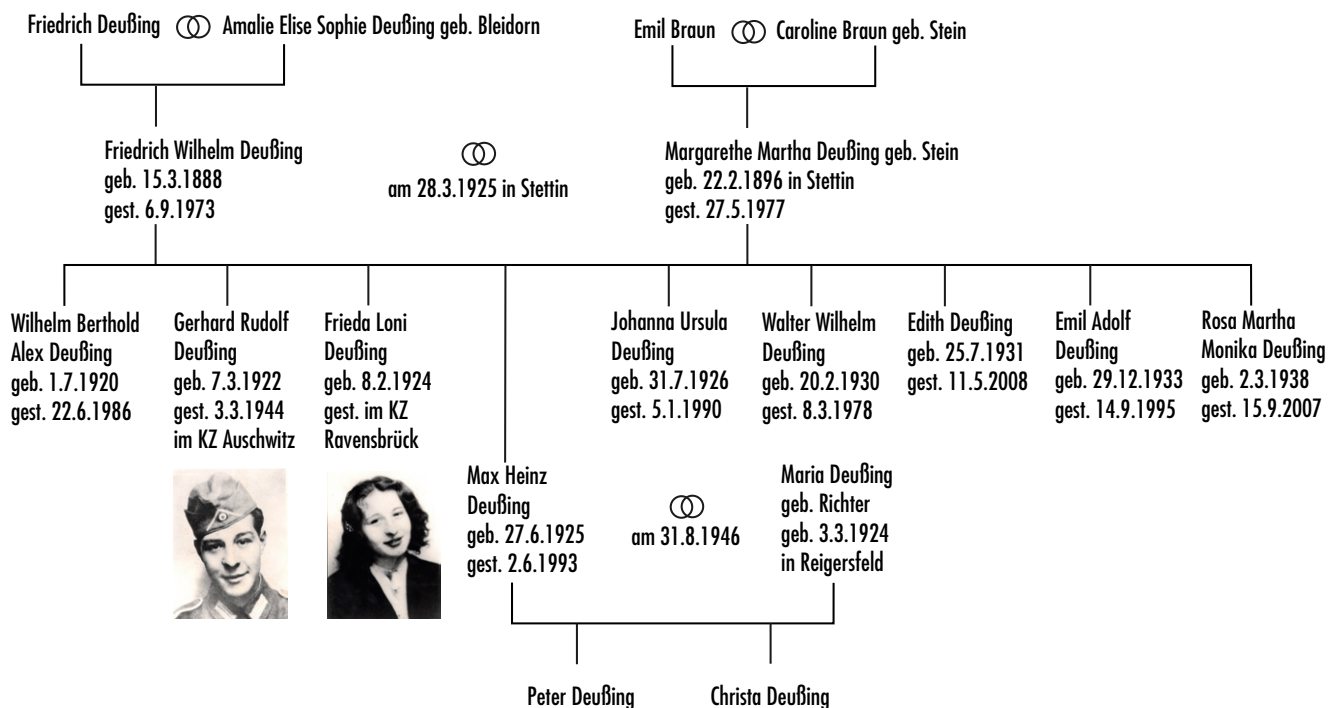 Friedrich Deußing Amalie Elise Sophie Deußing geb. Bleidorn
Emil Braun Caroline Braun geb. Stein
Friedrich Wilhelm Deußing
geb. 15.3.1888
gest. 6.9.1973
am 28.3.1925 in Stettin
Margarethe Martha Deußing geb. Stein
geb. 22.2.1896 in Stettin
gest. 27.5.1977
Wilhelm Berthold
Alex Deußing
geb. 1.7.1920
gest. 22.6.1986
Gerhard Rudolf
Deußing
geb. 7.3.1922
gest. 3.3.1944
im KZ Auschwitz
Frieda Loni
Deußing
geb. 8.2.1924
gest. im KZ
Ravensbrück
Johanna Ursula
Deußing
geb. 31.7.1926
gest. 5.1.1990
Walter Wilhelm
Deußing
geb. 20.2.1930
gest. 8.3.1978
Edith Deußing
geb. 25.7.1931
gest. 11.5.2008
Emil Adolf
Deußing
geb. 29.12.1933
gest. 14.9.1995
Rosa Martha
Monika Deußing
geb. 2.3.1938
gest. 15.9.2007
Max Heinz
Deußing
geb. 27.6.1925
gest. 2.6.1993
am 31.8.1946
Maria Deußing
geb. Richter
geb. 3.3.1924
in Reigersfeld
Peter Deußing
Christa Deußing